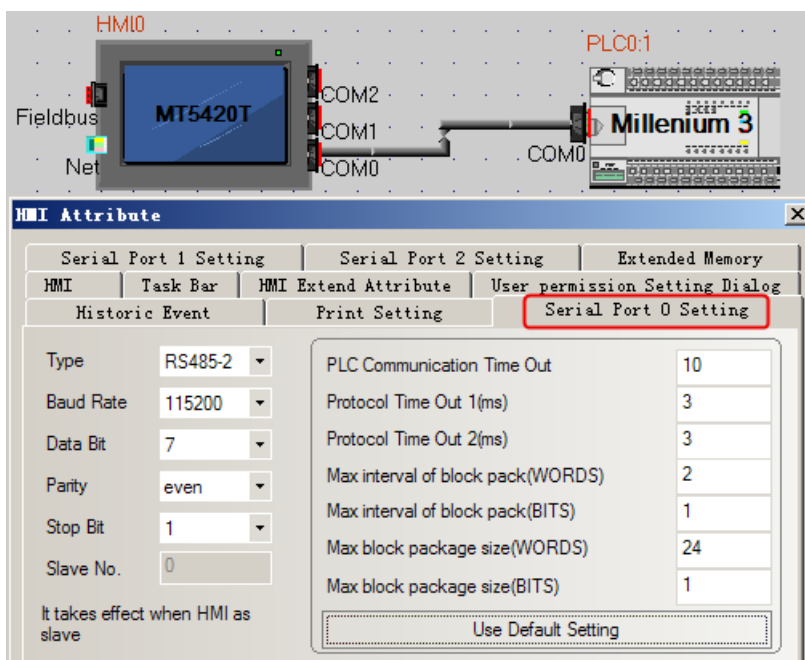 HMI0
PLC0:1
Fieldbus
MT5420T
COM2
COM1
Millenium 3
Net
COM0
COM0
HMI Attribute
Serial Port 1 Setting
Serial Port 2 Setting
Extended Memory
HMI
Task Bar
HMI Extend Attribute
User permission Setting Dialog
Historic Event
Print Setting
Serial Port 0 Setting
Type
RS485-2
Baud Rate
115200
Data Bit
7
Parity
even
Stop Bit
1
Slave No.
0
It takes effect when HMI as
slave
PLC Communication Time Out
10
Protocol Time Out 1(ms)
3
Protocol Time Out 2(ms)
3
Max interval of block pack(WORDS)
2
Max interval of block pack(BITS)
1
Max block package size(WORDS)
24
Max block package size(BITS)
1
Use Default Setting